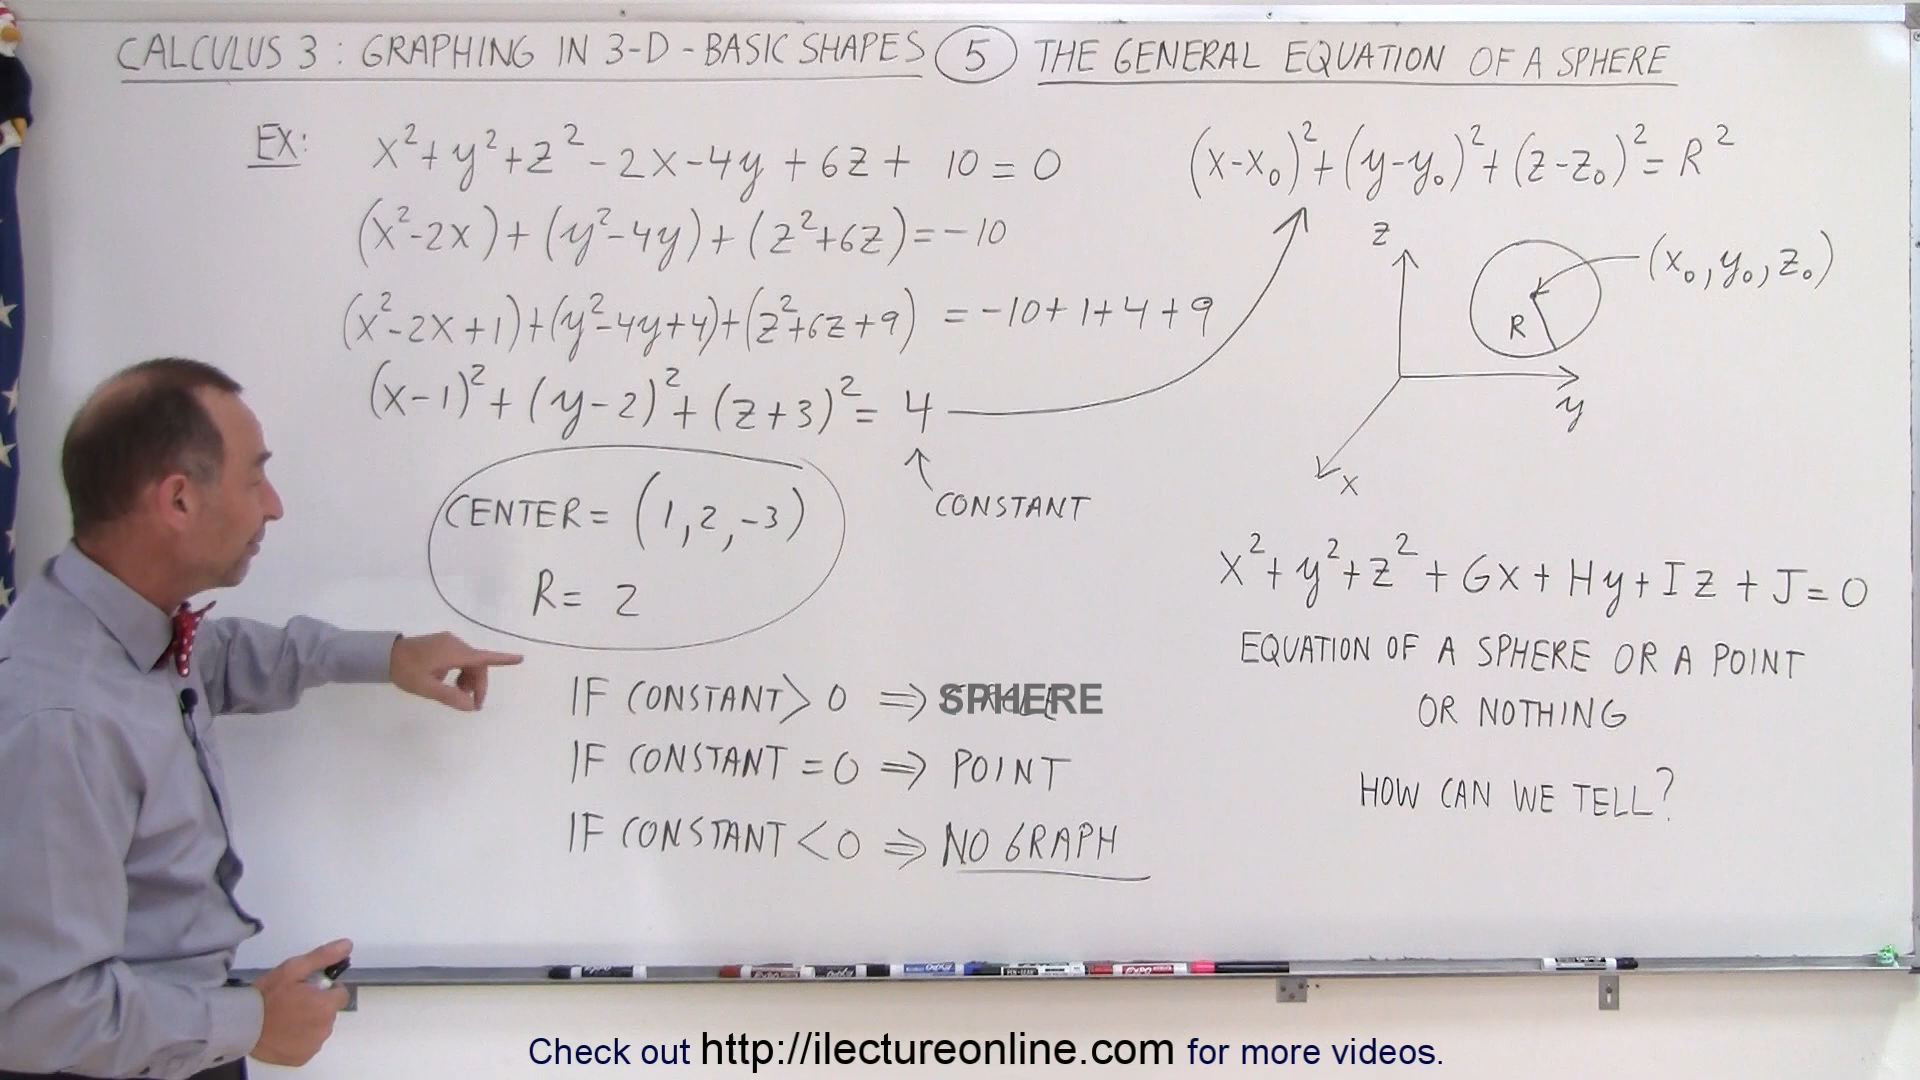 CALCULUS 3 : GRAPHING IN 3-D - BASIC SHAPES 5 THE GENERAL EQUATION OF A SPHERE
EX: x²+y²+z²-2x-4y+6z+10=0
(x²-2x)+(y²-4y)+(z²+6z)=-10
(x²-2x+1)+(y²-4y+4)+(z²+6z+9) = -10+1+4+9
(x-1)²+(y-2)²+(z+3)²=4
CONSTANT
CENTER=(1,2,-3)
R=2
IF CONSTANT>0 ⇒ SPHERE
IF CONSTANT=0 ⇒ POINT
IF CONSTANT<0 ⇒ NO GRAPH
(x-x₀)²+(y-y₀)²+(z-z₀)²=R²
z
(x₀,y₀,z₀)
R
y
x
x²+y²+z²+Gx+Hy+Iz+J=0
EQUATION OF A SPHERE OR A POINT
OR NOTHING
HOW CAN WE TELL?
Check out http://ilectureonline.com for more videos.